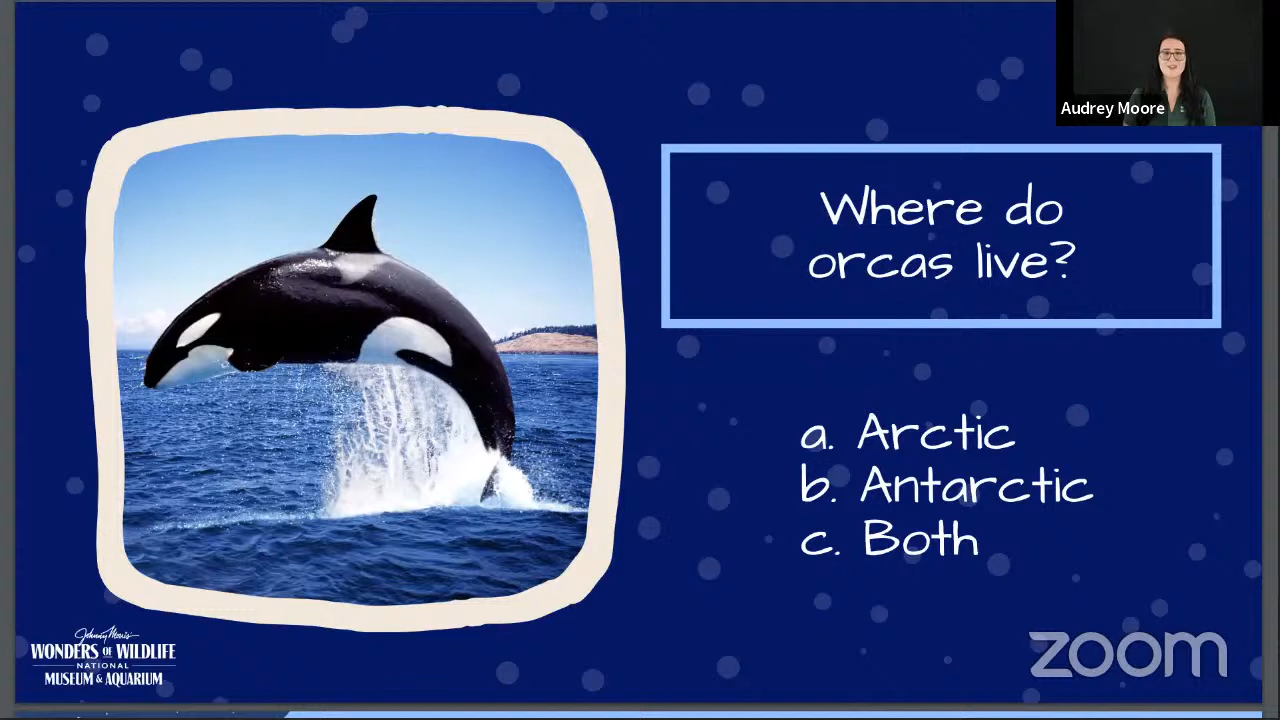 Audrey Moore
Where do
orcas live?
a. Arctic
b. Antarctic
c. Both
Johnny Morris'
WONDERS OF WILDLIFE
NATIONAL
MUSEUM & AQUARIUM
zoom